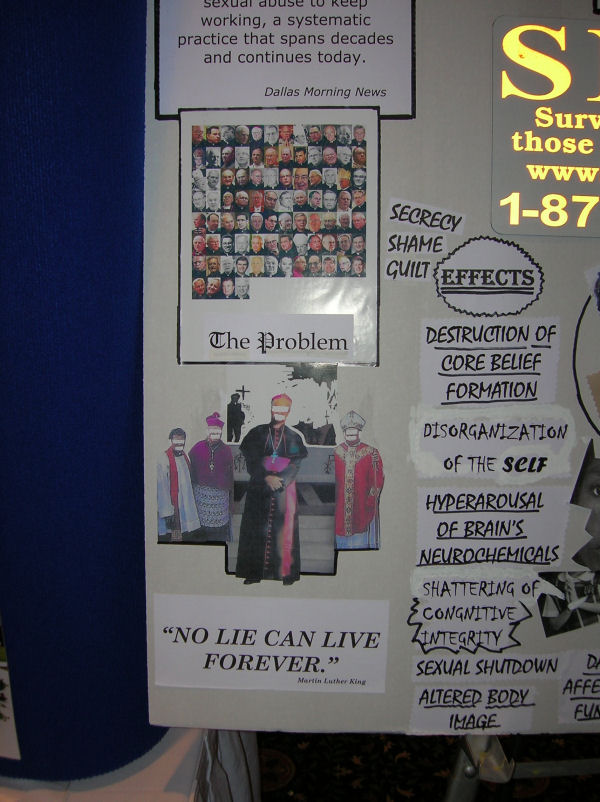 sexual abuse to keep
working, a systematic
practice that spans decades
and continues today.
Dallas Morning News
The Problem
"NO LIE CAN LIVE
FOREVER."
Martin Luther King
SECRECY
SHAME
GUILT
EFFECTS
DESTRUCTION OF
CORE BELIEF
FORMATION
DISORGANIZATION
OF THE SELF
HYPERAROUSAL
OF BRAIN'S
NEUROCHEMICALS
SHATTERING OF
CONGNITIVE
INTEGRITY
SEXUAL SHUTDOWN
ALTERED BODY
IMAGE
S
Surv
those
www
1-87
DA
AFFE
FUN